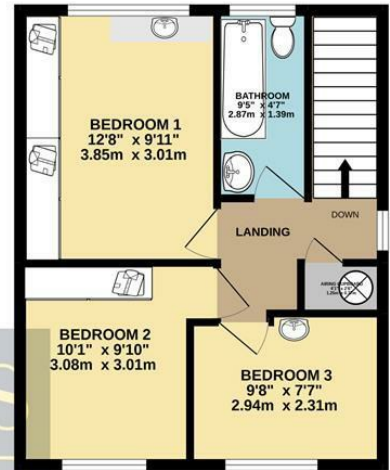 BEDROOM 1
12'8" x 9'11"
3.85m x 3.01m
BATHROOM
9'5" x 4'7"
2.87m x 1.39m
DOWN
LANDING
AIRING CUPBOARD
BEDROOM 2
10'1" x 9'10"
3.08m x 3.01m
BEDROOM 3
9'8" x 7'7"
2.94m x 2.31m